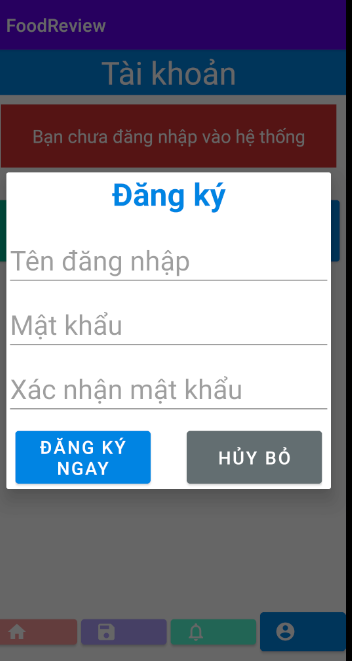 FoodReview
Tài khoản
Bạn chưa đăng nhập vào hệ thống
Đăng ký
Tên đăng nhập
Mật khẩu
Xác nhận mật khẩu
ĐĂNG KÝ
NGAY
HỦY BỎ